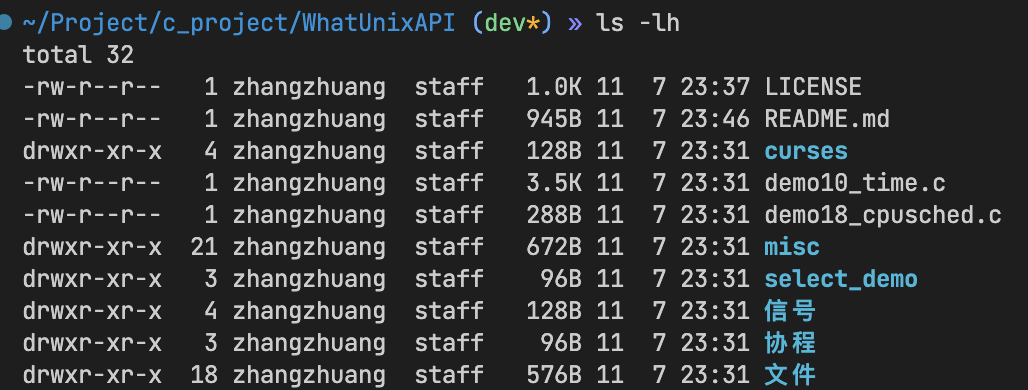 ~/Project/c_project/WhatUnixAPI (dev*) » ls -lh
total 32
-rw-r--r--   1 zhangzhuang  staff   1.0K 11  7 23:37 LICENSE
-rw-r--r--   1 zhangzhuang  staff   945B 11  7 23:46 README.md
drwxr-xr-x   4 zhangzhuang  staff   128B 11  7 23:31 curses
-rw-r--r--   1 zhangzhuang  staff   3.5K 11  7 23:31 demo10_time.c
-rw-r--r--   1 zhangzhuang  staff   288B 11  7 23:31 demo18_cpusched.c
drwxr-xr-x  21 zhangzhuang  staff   672B 11  7 23:31 misc
drwxr-xr-x   3 zhangzhuang  staff    96B 11  7 23:31 select_demo
drwxr-xr-x   4 zhangzhuang  staff   128B 11  7 23:31 信号
drwxr-xr-x   3 zhangzhuang  staff    96B 11  7 23:31 协程
drwxr-xr-x  18 zhangzhuang  staff   576B 11  7 23:31 文件